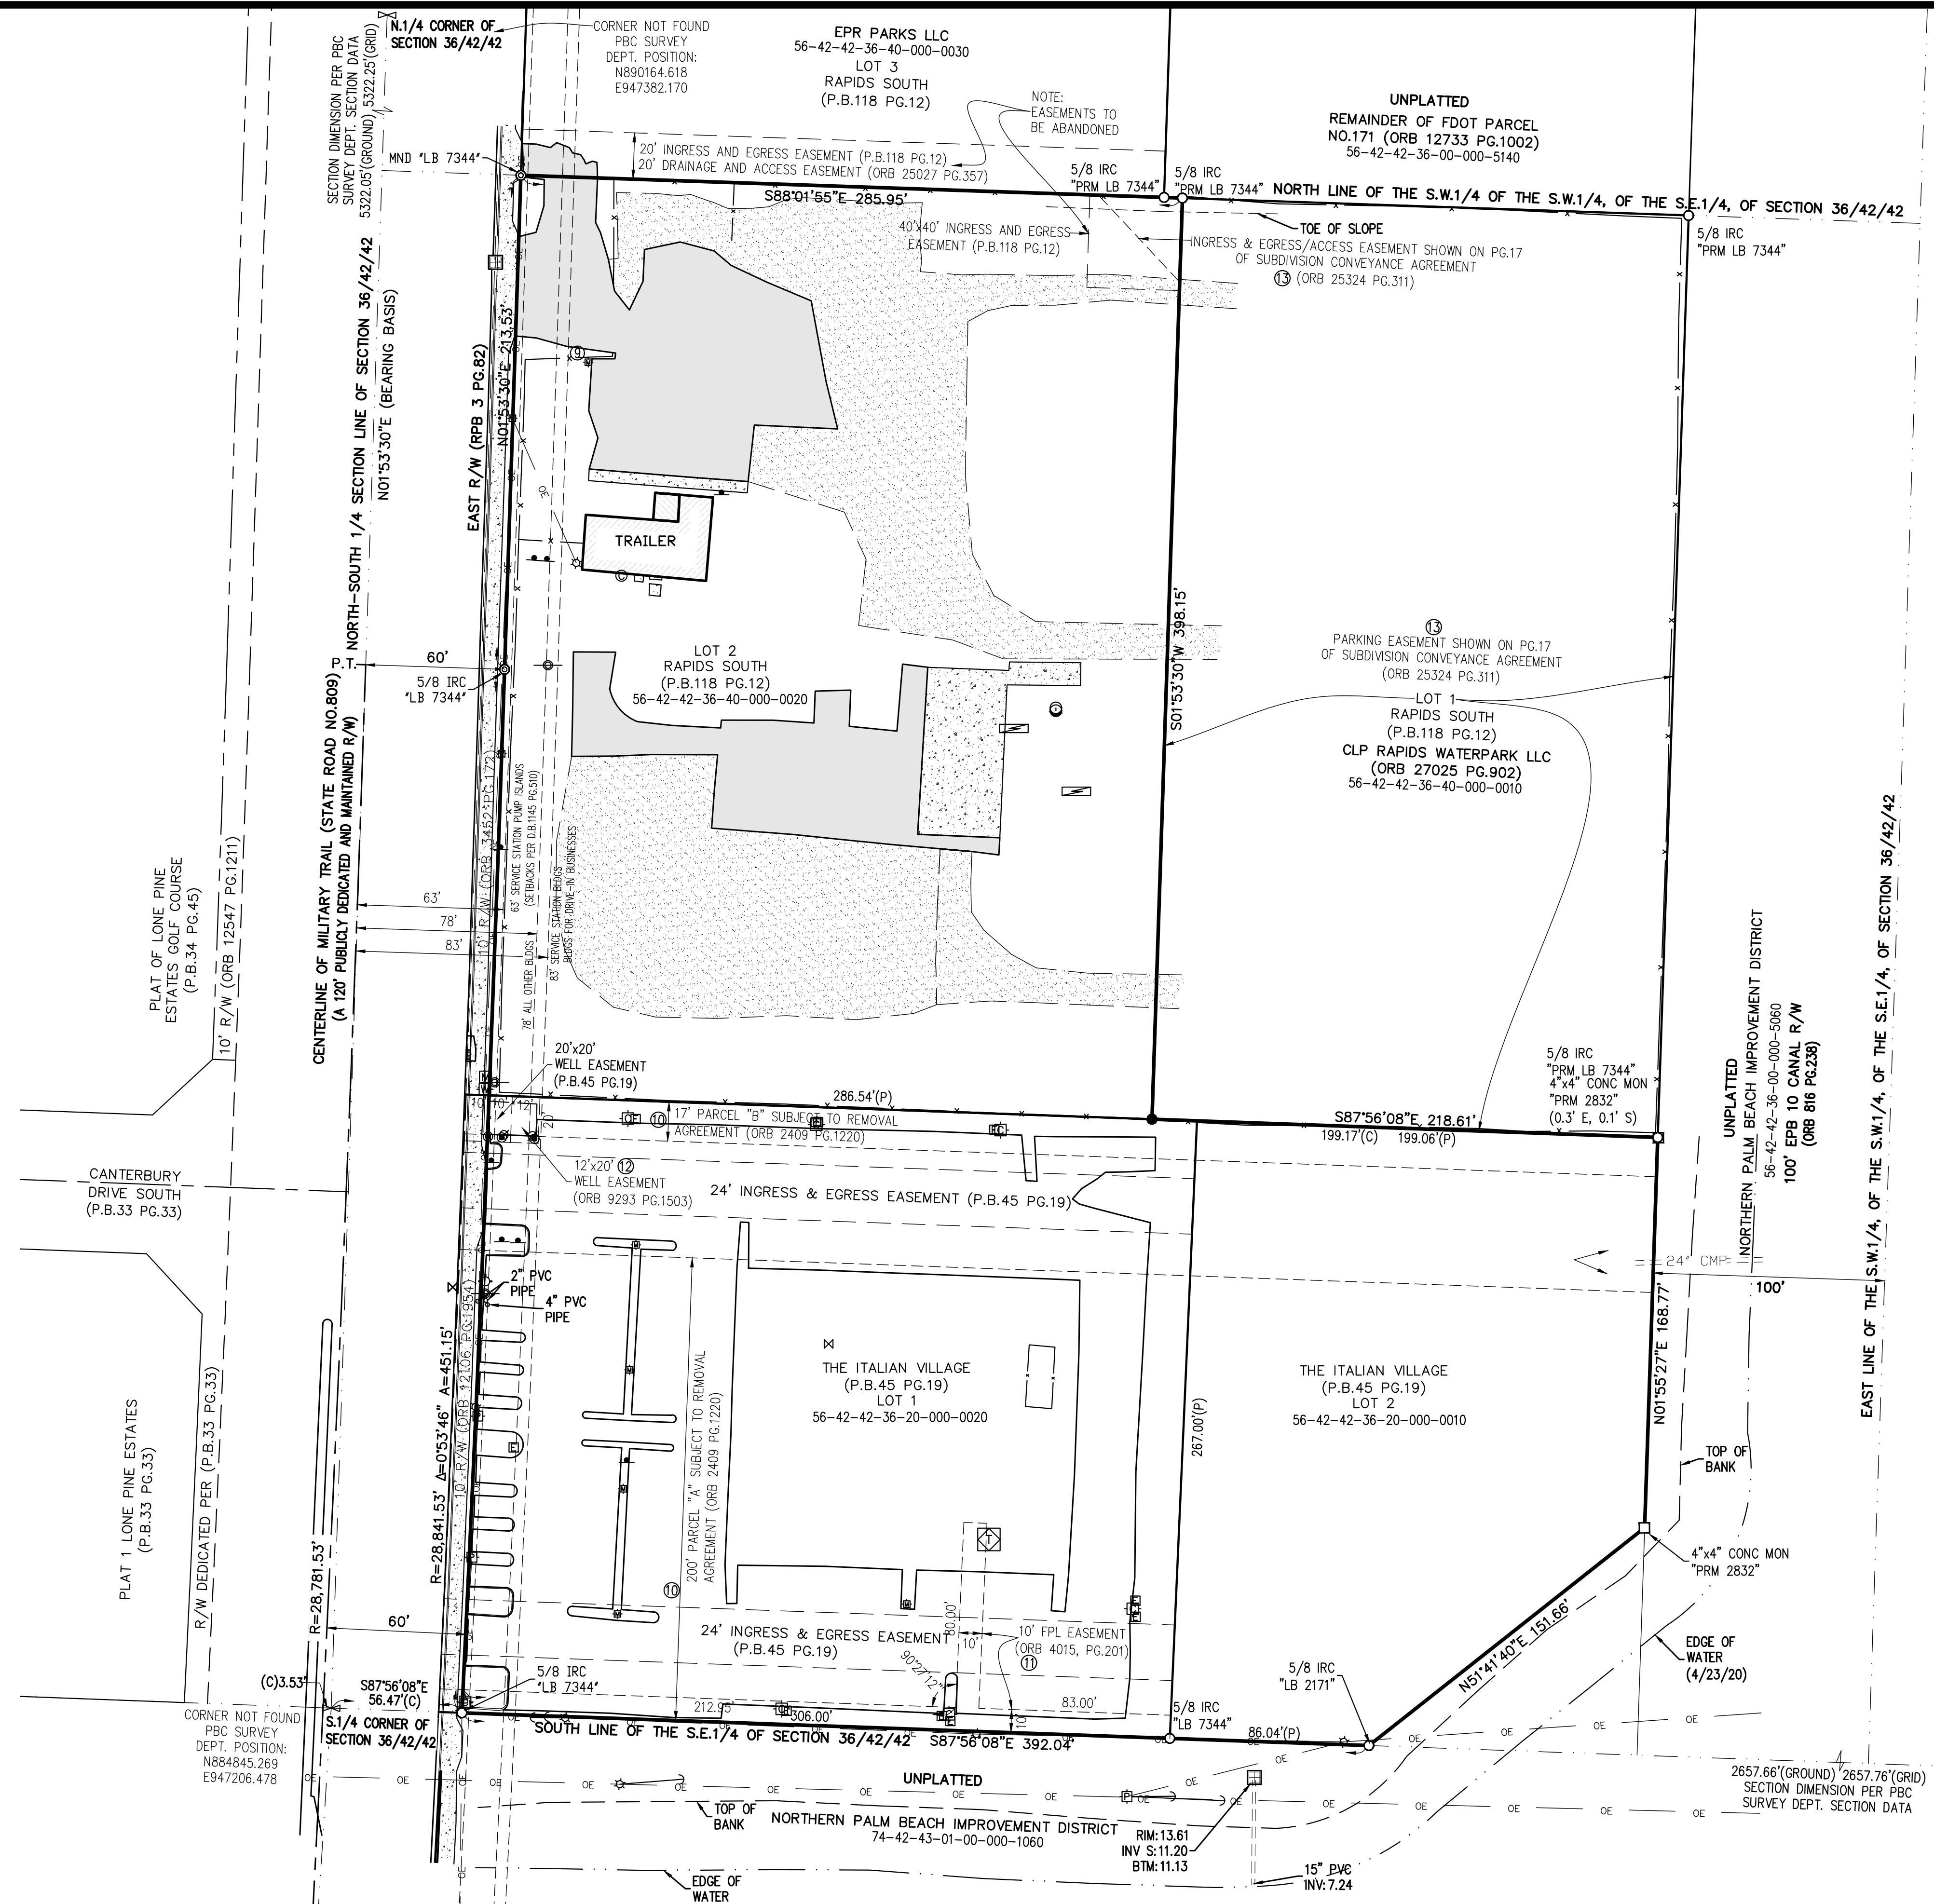 N.1/4 CORNER OF
SECTION 36/42/42
CORNER NOT FOUND
PBC SURVEY
DEPT. POSITION:
N890164.618
E947382.170
EPR PARKS LLC
56-42-42-36-40-000-0030
LOT 3
RAPIDS SOUTH
(P.B.118 PG.12)
NOTE:
EASEMENTS TO
BE ABANDONED
UNPLATTED
REMAINDER OF FDOT PARCEL
NO.171 (ORB 12733 PG.1002)
56-42-42-36-00-000-5140
SECTION DIMENSION PER PBC
SURVEY DEPT. SECTION DATA
5322.05'(GROUND) 5322.25'(GRID)
MND "LB 7344"
20' INGRESS AND EGRESS EASEMENT (P.B.118 PG.12)
20' DRAINAGE AND ACCESS EASEMENT (ORB 25027 PG.357)
S88°01'55"E 285.95'
5/8 IRC
"PRM LB 7344"
5/8 IRC
"PRM LB 7344"
NORTH LINE OF THE S.W.1/4 OF THE S.W.1/4, OF THE S.E.1/4, OF SECTION 36/42/42
5/8 IRC
"PRM LB 7344"
40'x40' INGRESS AND EGRESS
EASEMENT (P.B.118 PG.12)
TOE OF SLOPE
INGRESS & EGRESS/ACCESS EASEMENT SHOWN ON PG.17
OF SUBDIVISION CONVEYANCE AGREEMENT
13 (ORB 25324 PG.311)
NORTH-SOUTH 1/4 SECTION LINE OF SECTION 36/42/42
N01°53'30"E (BEARING BASIS)
EAST R/W (RPB 3 PG.82)
N01°53'30"E 213.53'
9
OE
TRAILER
C
P.T.
60'
5/8 IRC
"LB 7344"
LOT 2
RAPIDS SOUTH
(P.B.118 PG.12)
56-42-42-36-40-000-0020
S01°53'30"W 398.15'
13
PARKING EASEMENT SHOWN ON PG.17
OF SUBDIVISION CONVEYANCE AGREEMENT
(ORB 25324 PG.311)
LOT 1
RAPIDS SOUTH
(P.B.118 PG.12)
CLP RAPIDS WATERPARK LLC
(ORB 27025 PG.902)
56-42-42-36-40-000-0010
CENTERLINE OF MILITARY TRAIL (STATE ROAD NO.809)
(A 120' PUBLICLY DEDICATED AND MAINTAINED R/W)
10' R/W (ORB 3452 PG.172)
63' SERVICE STATION PUMP ISLANDS
(SETBACKS PER D.B.1145 PG.510)
78' ALL OTHER BLDGS
83' SERVICE STATION BLDGS
BLDGS FOR DRIVE-IN BUSINESSES
63'
78'
83'
PLAT OF LONE PINE
ESTATES GOLF COURSE
(P.B.34 PG.45)
10' R/W (ORB 12547 PG.1211)
20'x20'
WELL EASEMENT
(P.B.45 PG.19)
10'
10'
12'
20'
286.54'(P)
10
17' PARCEL "B" SUBJECT TO REMOVAL
AGREEMENT (ORB 2409 PG.1220)
S87°56'08"E, 218.61'
199.17'(C) 199.06'(P)
5/8 IRC
"PRM LB 7344"
4"x4" CONC MON
"PRM 2832"
(0.3' E, 0.1' S)
UNPLATTED
NORTHERN PALM BEACH IMPROVEMENT DISTRICT
56-42-42-36-00-000-5060
100' EPB 10 CANAL R/W
(ORB 816 PG.238)
EAST LINE OF THE S.W.1/4, OF THE S.W.1/4, OF THE S.E.1/4, OF SECTION 36/42/42
CANTERBURY
DRIVE SOUTH
(P.B.33 PG.33)
12'x20' 12
WELL EASEMENT
(ORB 9293 PG.1503)
24' INGRESS & EGRESS EASEMENT (P.B.45 PG.19)
24" CMP
100'
N01°55'27"E 168.77'
2" PVC
PIPE
4" PVC
PIPE
R=28,841.53' Δ=0°53'46" A=451.15'
10' R/W (ORB 12106 PG.1954)
200' PARCEL "A" SUBJECT TO REMOVAL
AGREEMENT (ORB 2409 PG.1220)
10
THE ITALIAN VILLAGE
(P.B.45 PG.19)
LOT 1
56-42-42-36-20-000-0020
267.00'(P)
THE ITALIAN VILLAGE
(P.B.45 PG.19)
LOT 2
56-42-42-36-20-000-0010
TOP OF
BANK
PLAT 1 LONE PINE ESTATES
(P.B.33 PG.33)
R/W DEDICATED PER (P.B.33 PG.33)
R=28,781.53'
T
4"x4" CONC MON
"PRM 2832"
60'
24' INGRESS & EGRESS EASEMENT
(P.B.45 PG.19)
80.00'
10'
10' FPL EASEMENT
(ORB 4015, PG.201)
11
90°27'12"
N51°41'40"E 151.66'
EDGE OF
WATER
(4/23/20)
(C)3.53'
S87°56'08"E
56.47'(C)
5/8 IRC
"LB 7344"
212.95'
306.00'
83.00'
10'
5/8 IRC
"LB 7344"
5/8 IRC
"LB 2171"
86.04'(P)
CORNER NOT FOUND
PBC SURVEY
DEPT. POSITION:
N884845.269
E947206.478
S.1/4 CORNER OF
SECTION 36/42/42
SOUTH LINE OF THE S.E.1/4 OF SECTION 36/42/42 S87°56'08"E 392.04'
OE OE OE OE OE OE OE
UNPLATTED
TOP OF
BANK
NORTHERN PALM BEACH IMPROVEMENT DISTRICT
74-42-43-01-00-000-1060
RIM:13.61
INV S:11.20
BTM:11.13
15" PVC
INV:7.24
2657.66'(GROUND) 2657.76'(GRID)
SECTION DIMENSION PER PBC
SURVEY DEPT. SECTION DATA
EDGE OF
WATER